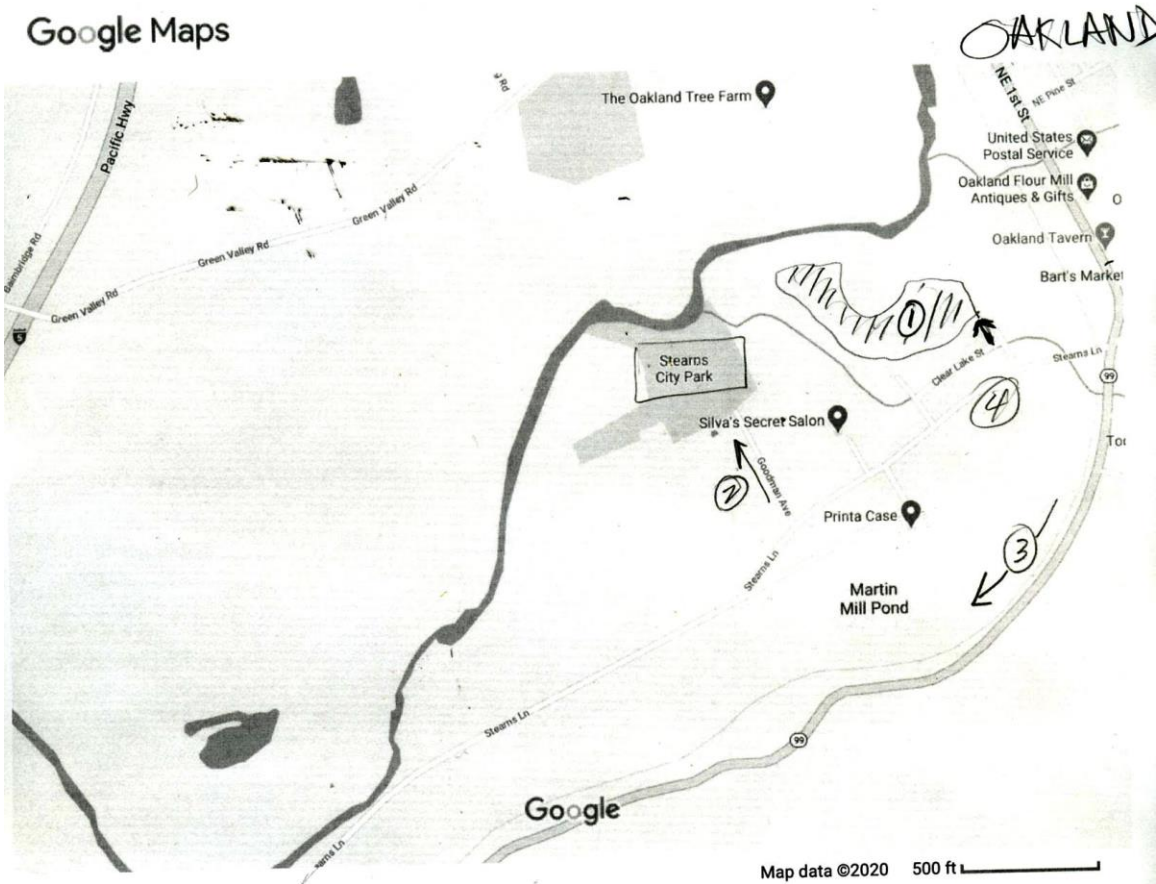 Google Maps
OAKLAND
Pacific Hwy
g Rd
The Oakland Tree Farm
NE 1st St
NE Pine St
United States
Postal Service
Oakland Flour Mill
Antiques & Gifts
O
Oakland Tavern
Bart's Market
Green Valley Rd
Green Valley Rd
Green Valley Rd
Bainbridge Rd
5
1
Stearns
City Park
Clear Lake St
Stearns Ln
99
4
Silva's Secret Salon
Too
2
Goodman Ave
Printa Case
3
Stearns Ln
Martin
Mill Pond
Stearns Ln
99
Google
Stearns Ln
Map data ©2020 500 ft